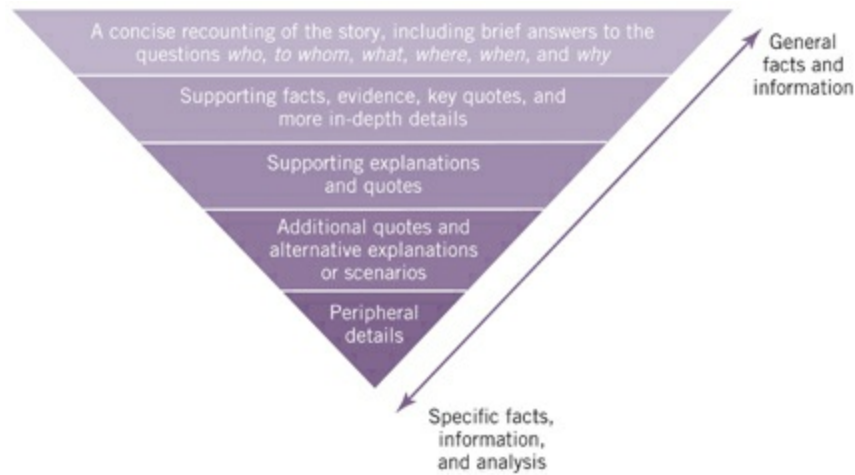 A concise recounting of the story, including brief answers to the
questions who, to whom, what, where, when, and why
Supporting facts, evidence, key quotes, and
more in-depth details
Supporting explanations
and quotes
Additional quotes and
alternative explanations
or scenarios
Peripheral
details
General
facts and
information
Specific facts,
information,
and analysis